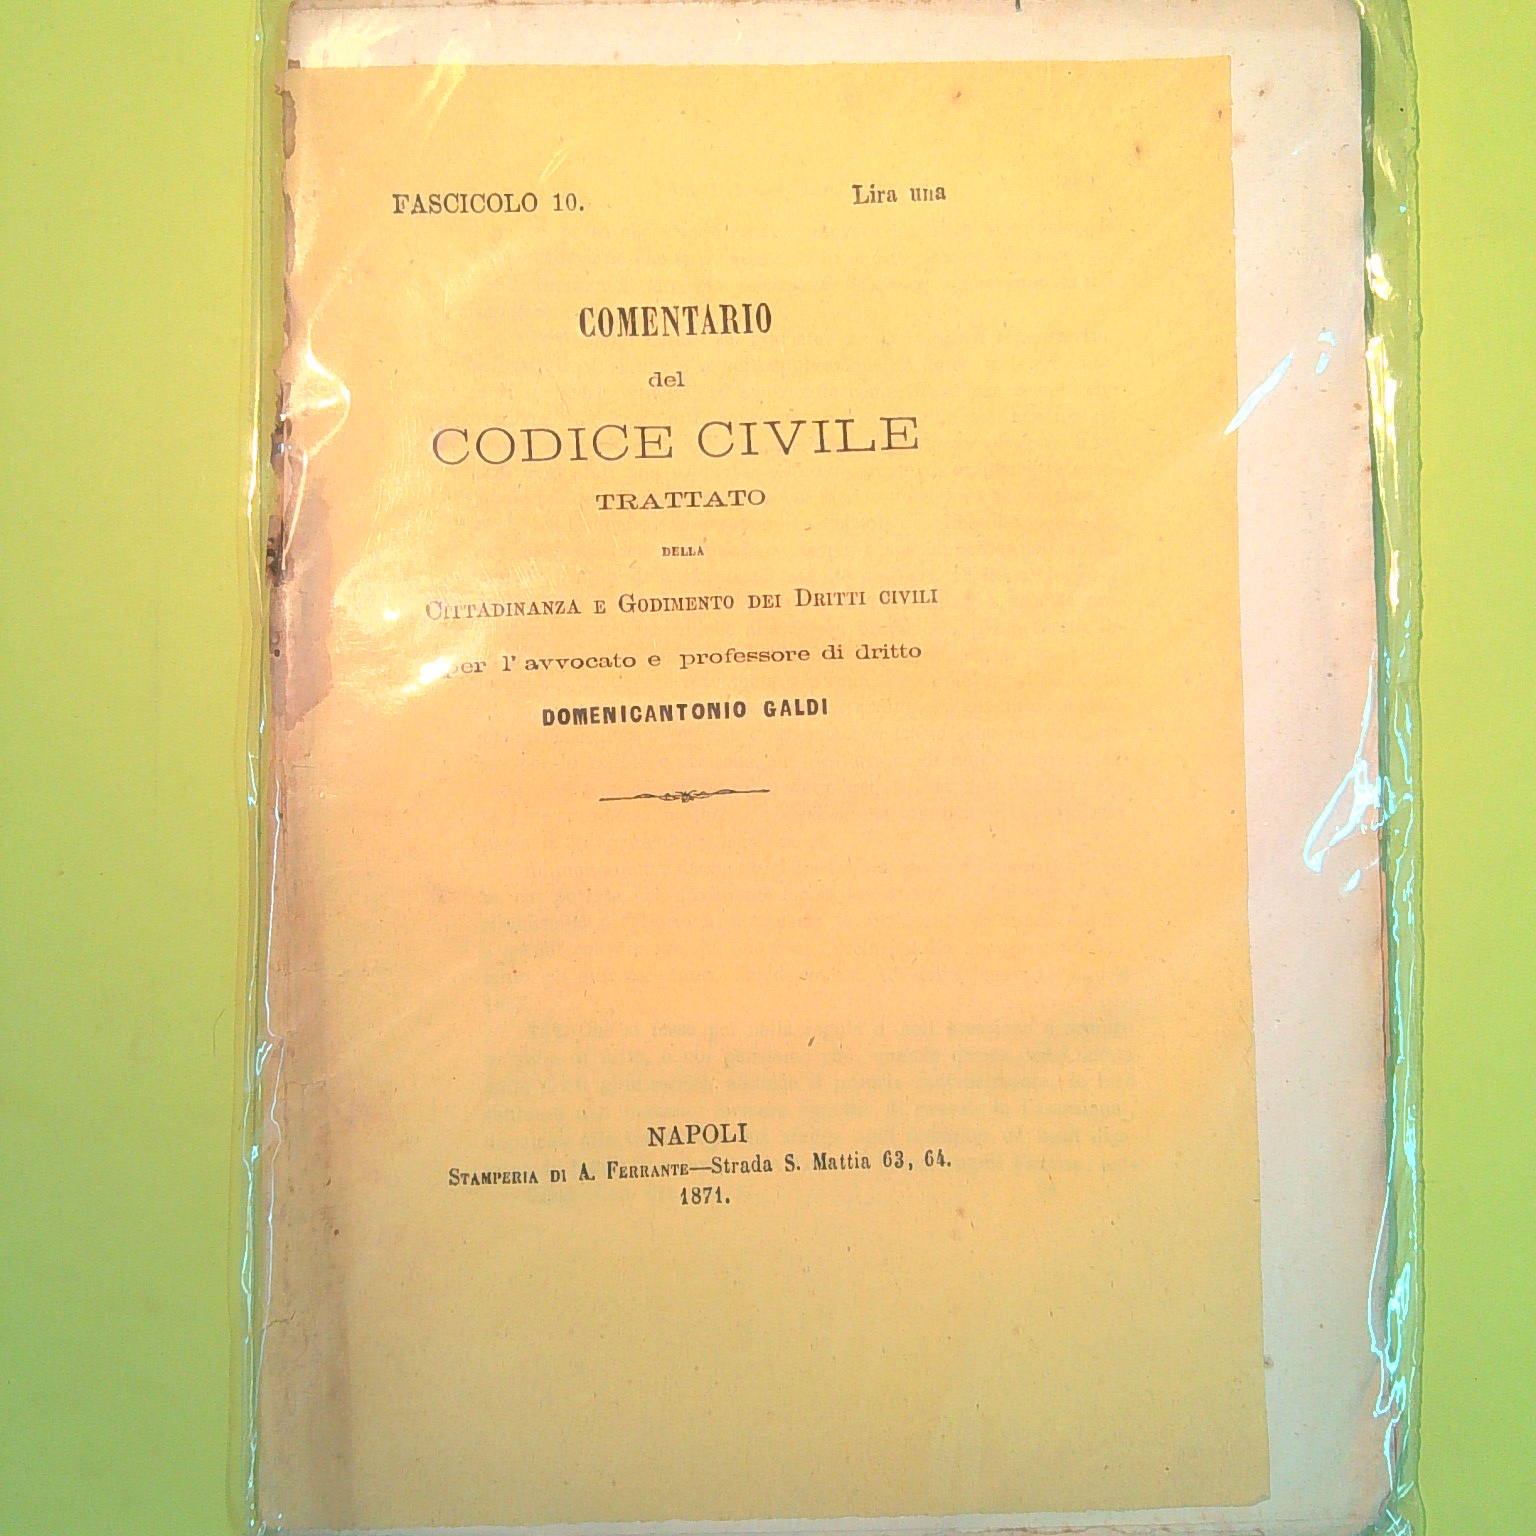 FASCICOLO 10.
Lira una
COMENTARIO
del
CODICE CIVILE
TRATTATO
DELLA
CITTADINANZA E GODIMENTO DEI DRITTI CIVILI
per l' avvocato e professore di dritto
DOMENICANTONIO GALDI
NAPOLI
STAMPERIA DI A. FERRANTE—Strada S. Mattia 63, 64.
1871.